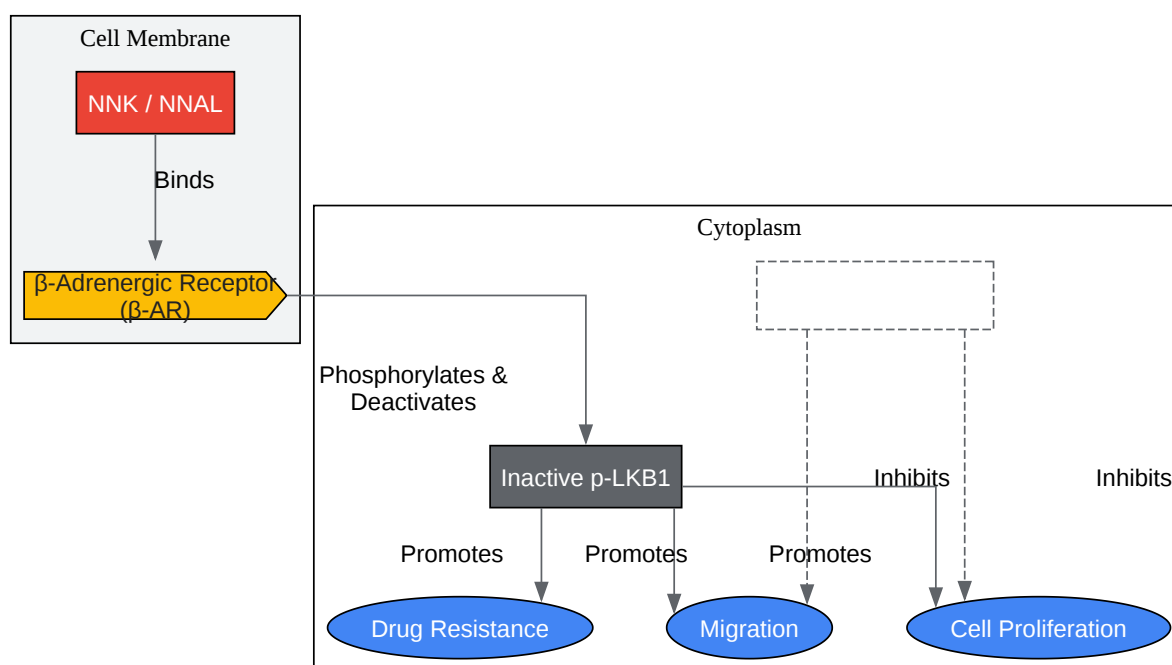 Cell Membrane
NNK / NNAL
Binds
β-Adrenergic Receptor
(β-AR)
Cytoplasm
Phosphorylates &
Deactivates
Inactive p-LKB1
Inhibits
Inhibits
Promotes
Promotes
Promotes
Drug Resistance
Migration
Cell Proliferation